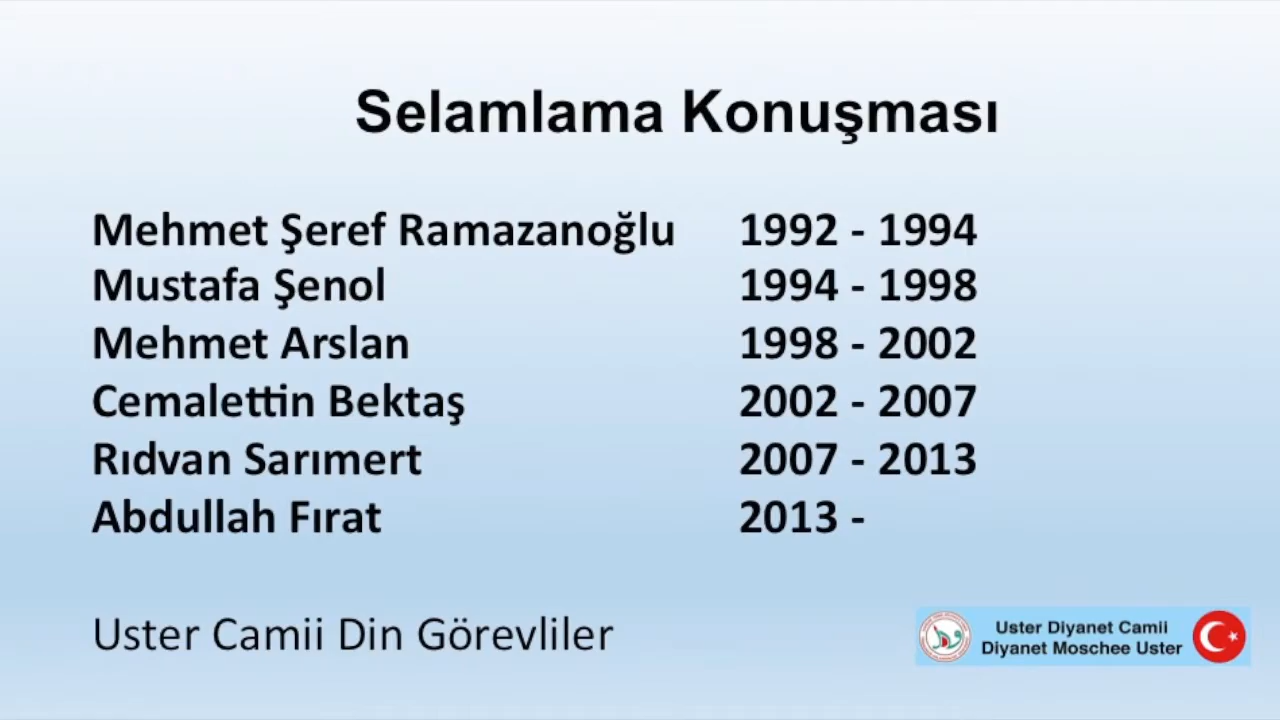 Selamlama Konuşması
Mehmet Şeref Ramazanoğlu 1992 - 1994
Mustafa Şenol 1994 - 1998
Mehmet Arslan 1998 - 2002
Cemalettin Bektaş 2002 - 2007
Rıdvan Sarımert 2007 - 2013
Abdullah Fırat 2013 -
Uster Camii Din Görevliler
Uster Diyanet Camii
Diyanet Moschee Uster